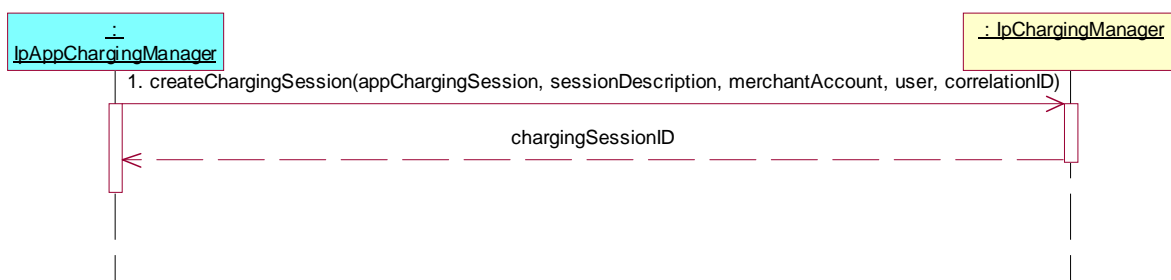 :
IpAppChargingManager
: IpChargingManager
1. createChargingSession(appChargingSession, sessionDescription, merchantAccount, user, correlationID)
chargingSessionID